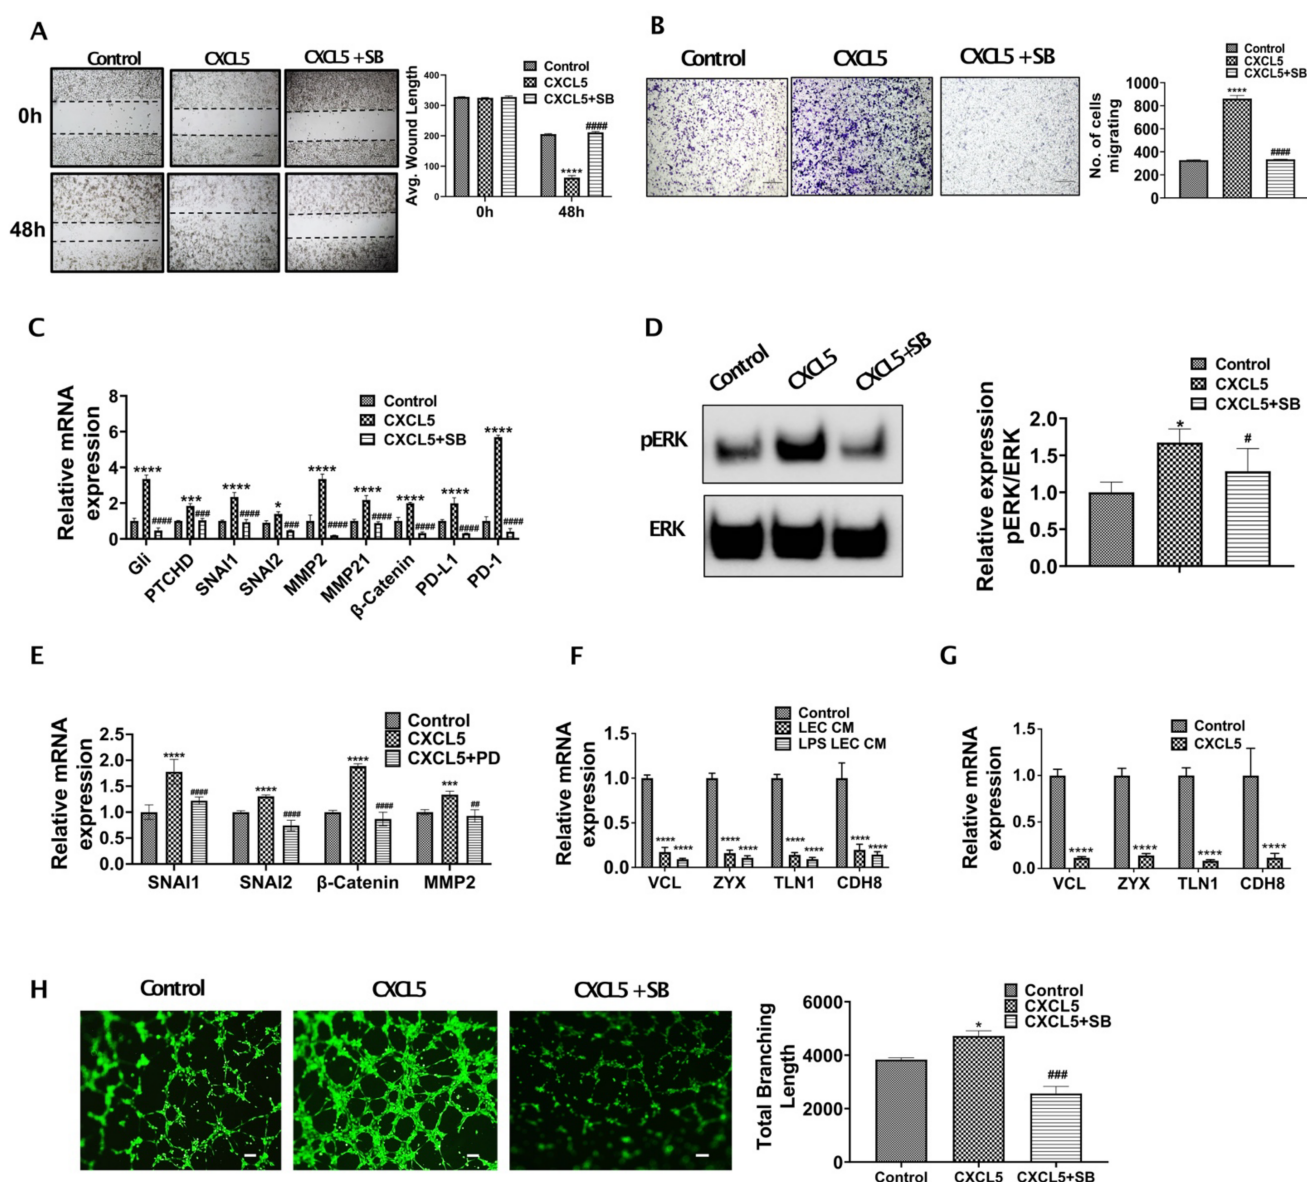 A
Control
CXCL5
CXCL5 +SB
0h
48h
Avg. Wound Length
400
300
200
100
0
0h
48h
****
####
Control
CXCL5
CXCL5+SB
B
Control
CXCL5
CXCL5 +SB
No. of cells
migrating
1000
800
600
400
200
0
****
####
Control
CXCL5
CXCL5+SB
C
Relative mRNA
expression
8
6
4
2
0
Control
CXCL5
CXCL5+SB
****
####
***
###
****
####
*
###
****
####
****
####
****
####
****
####
****
####
Gli
PTCHD
SNAI1
SNAI2
MMP2
MMP21
β-Catenin
PD-L1
PD-1
D
Control
CXCL5
CXCL5+SB
pERK
ERK
Relative expression
pERK/ERK
2.0
1.5
1.0
0.5
0.0
*
#
Control
CXCL5
CXCL5+SB
E
Relative mRNA
expression
2.5
2.0
1.5
1.0
0.5
0.0
****
####
****
####
****
####
***
##
Control
CXCL5
CXCL5+PD
SNAI1
SNAI2
β-Catenin
MMP2
F
Relative mRNA
expression
1.5
1.0
0.5
0.0
Control
LEC CM
LPS LEC CM
**** ****
**** ****
**** ****
**** ****
VCL
ZYX
TLN1
CDH8
G
Relative mRNA
expression
1.5
1.0
0.5
0.0
Control
CXCL5
****
****
****
****
VCL
ZYX
TLN1
CDH8
H
Control
CXCL5
CXCL5 +SB
Total Branching
Length
6000
4000
2000
0
*
###
Control
CXCL5
CXCL5+SB
Control
CXCL5
CXCL5+SB